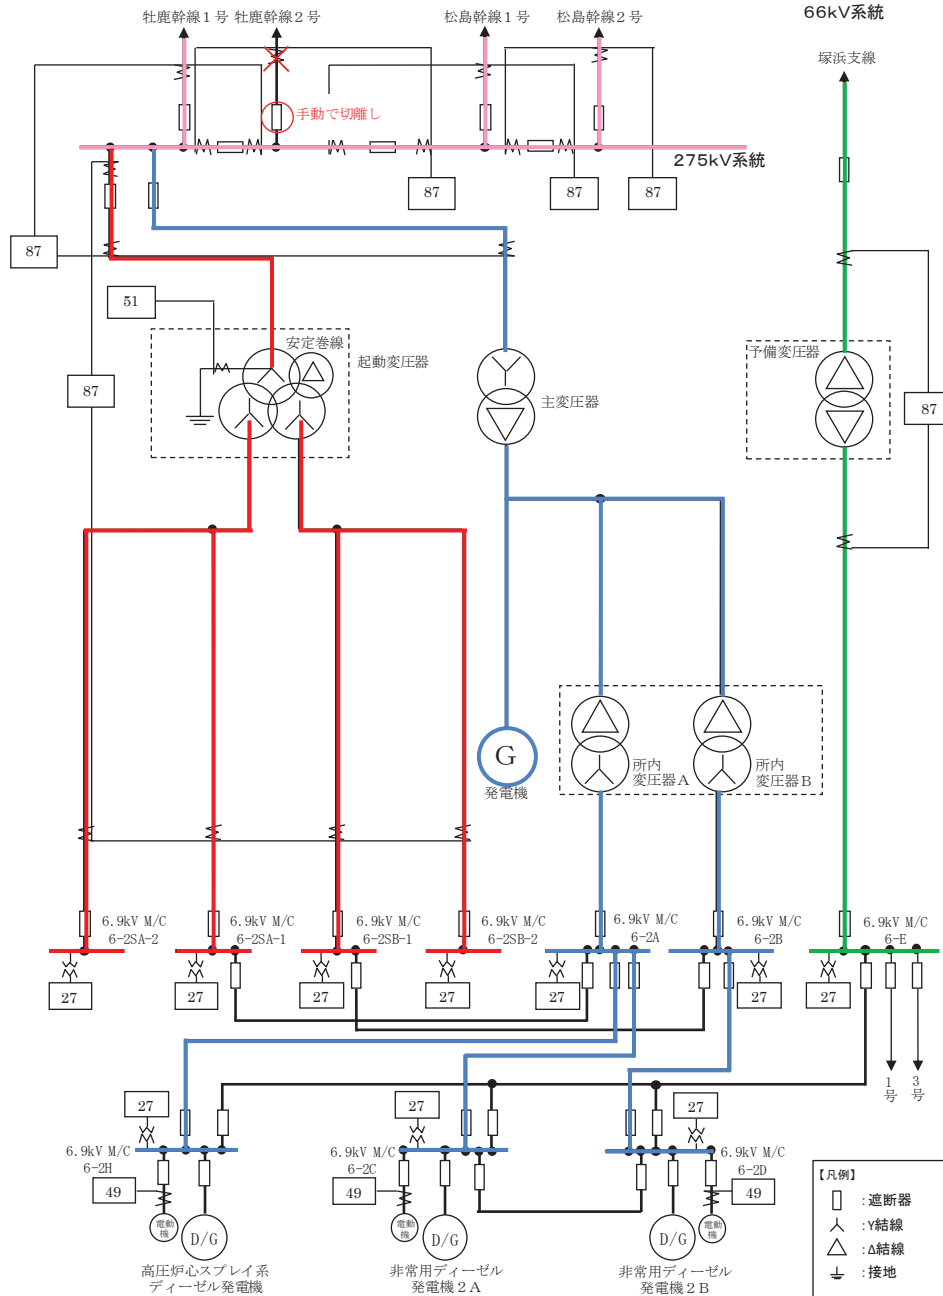 66kV系統
牡鹿幹線1号
牡鹿幹線2号
松島幹線1号
松島幹線2号
塚浜支線
手動で切離し
275kV系統
87
87
87
87
51
安定巻線
起動変圧器
87
主変圧器
予備変圧器
87
G
発電機
所内
変圧器A
所内
変圧器B
6.9kV M/C
6-2SA-2
6.9kV M/C
6-2SA-1
6.9kV M/C
6-2SB-1
6.9kV M/C
6-2SB-2
6.9kV M/C
6-2A
6.9kV M/C
6-2B
6.9kV M/C
6-E
27
27
27
27
27
27
27
1号
3号
27
27
27
6.9kV M/C
6-2H
6.9kV M/C
6-2C
6.9kV M/C
6-2D
49
49
49
電動
機
D/G
電動
機
D/G
D/G
電動
機
高圧炉心スプレイ系
ディーゼル発電機
非常用ディーゼル
発電機2A
非常用ディーゼル
発電機2B
【凡例】
:遮断器
:Y結線
:Δ結線
:接地